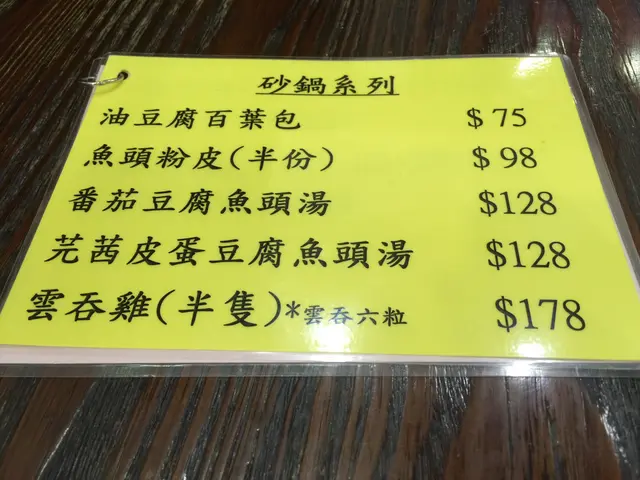 砂鍋系列
油豆腐百葉包 $ 75
魚頭粉皮(半份) $ 98
番茄豆腐魚頭湯 $128
芫茜皮蛋豆腐魚頭湯 $128
雲吞雞(半隻)*雲吞六粒 $178